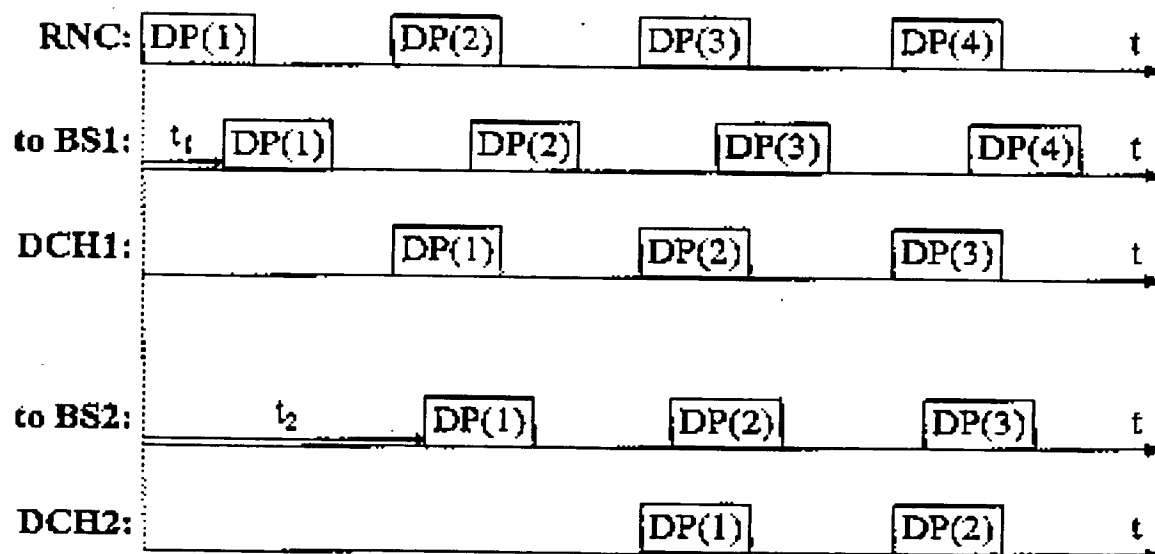 RNC: DP(1) DP(2) DP(3) DP(4) t
to BS1: t₁ DP(1) DP(2) DP(3) DP(4) t
DCH1: DP(1) DP(2) DP(3) t
to BS2: t₂ DP(1) DP(2) DP(3) t
DCH2: DP(1) DP(2) t